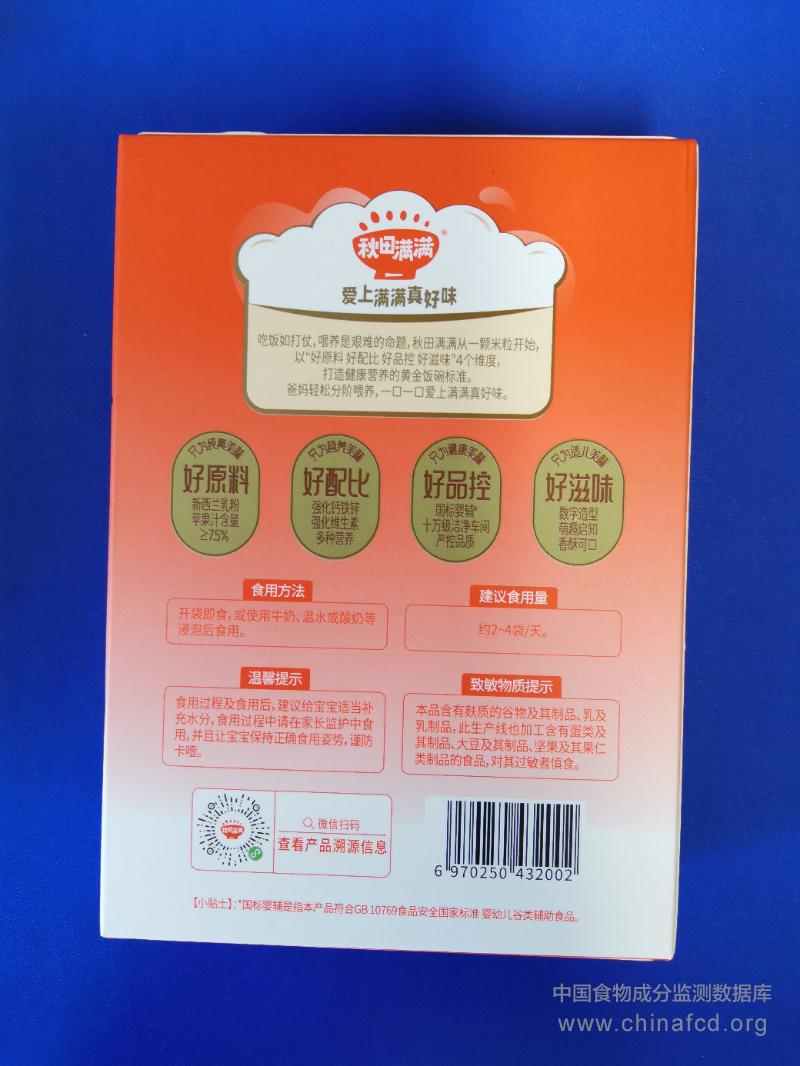 秋田满满®
爱上满满真好味
吃饭如打仗,喂养是艰难的命题,秋田满满从一颗米粒开始,
以“好原料 好配比 好品控 好滋味”4个维度,
打造健康营养的黄金饭碗标准。
爸妈轻松分阶喂养,一口一口爱上满满真好味。
只为纯真美味
好原料
新西兰乳粉
苹果汁含量
≥75%
只为营养美味
好配比
强化钙铁锌
强化维生素
多种营养
只为健康美味
好品控
国标婴辅*
十万级洁净车间
严控品质
只为适儿美味
好滋味
数字造型
萌趣启知
香酥可口
食用方法
开袋即食,或使用牛奶、温水或酸奶等
浸泡后食用。
建议食用量
约2~4袋/天。
温馨提示
食用过程及食用后,建议给宝宝适当补
充水分,食用过程中请在家长监护中食
用,并且让宝宝保持正确食用姿势,谨防
卡噎。
致敏物质提示
本品含有麸质的谷物及其制品、乳及
乳制品,此生产线也加工含有蛋类及
其制品、大豆及其制品、坚果及其果仁
类制品的食品,对其过敏者慎食。
秋田满满
微信扫码
查看产品溯源信息
6 970250 432002
【小贴士】:*国标婴辅是指本产品符合GB 10769食品安全国家标准 婴幼儿谷类辅助食品。
中国食物成分监测数据库
www.chinafcd.org